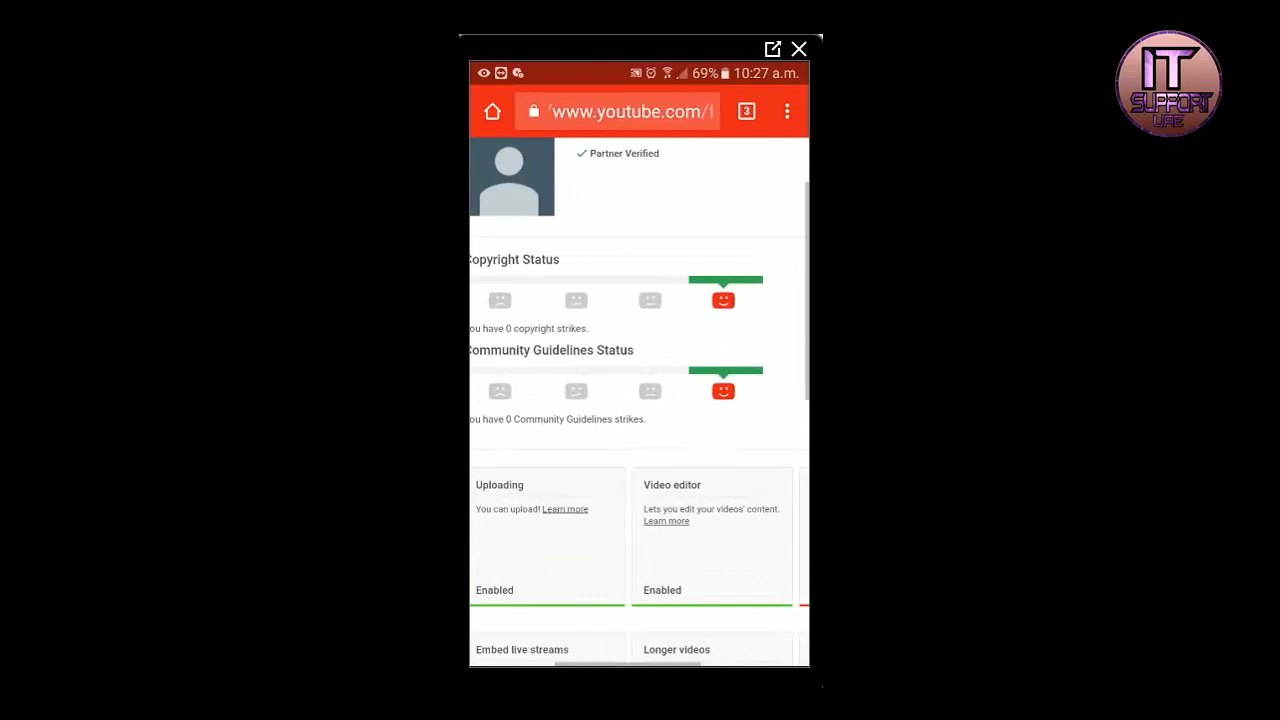 69% 10:27 a.m.
/www.youtube.com/f
3
Partner Verified
Copyright Status
ou have 0 copyright strikes.
Community Guidelines Status
ou have 0 Community Guidelines strikes.
Uploading
You can upload! Learn more
Enabled
Video editor
Lets you edit your videos' content.
Learn more
Enabled
Embed live streams
Longer videos
IT
SUPPORT
UAE